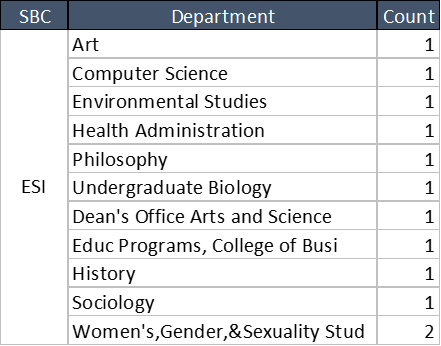 SBC Department Count
Art 1
Computer Science 1
Environmental Studies 1
Health Administration 1
Philosophy 1
ESI Undergraduate Biology 1
Dean's Office Arts and Science 1
Educ Programs, College of Busi 1
History 1
Sociology 1
Women's,Gender,&Sexuality Stud 2